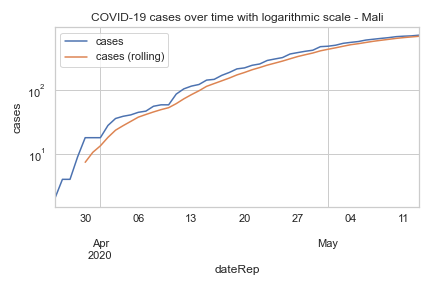 COVID-19 cases over time with logarithmic scale - Mali
cases
cases (rolling)
10²
10¹
cases
30 06 13 20 27 04 11
Apr May
2020
dateRep